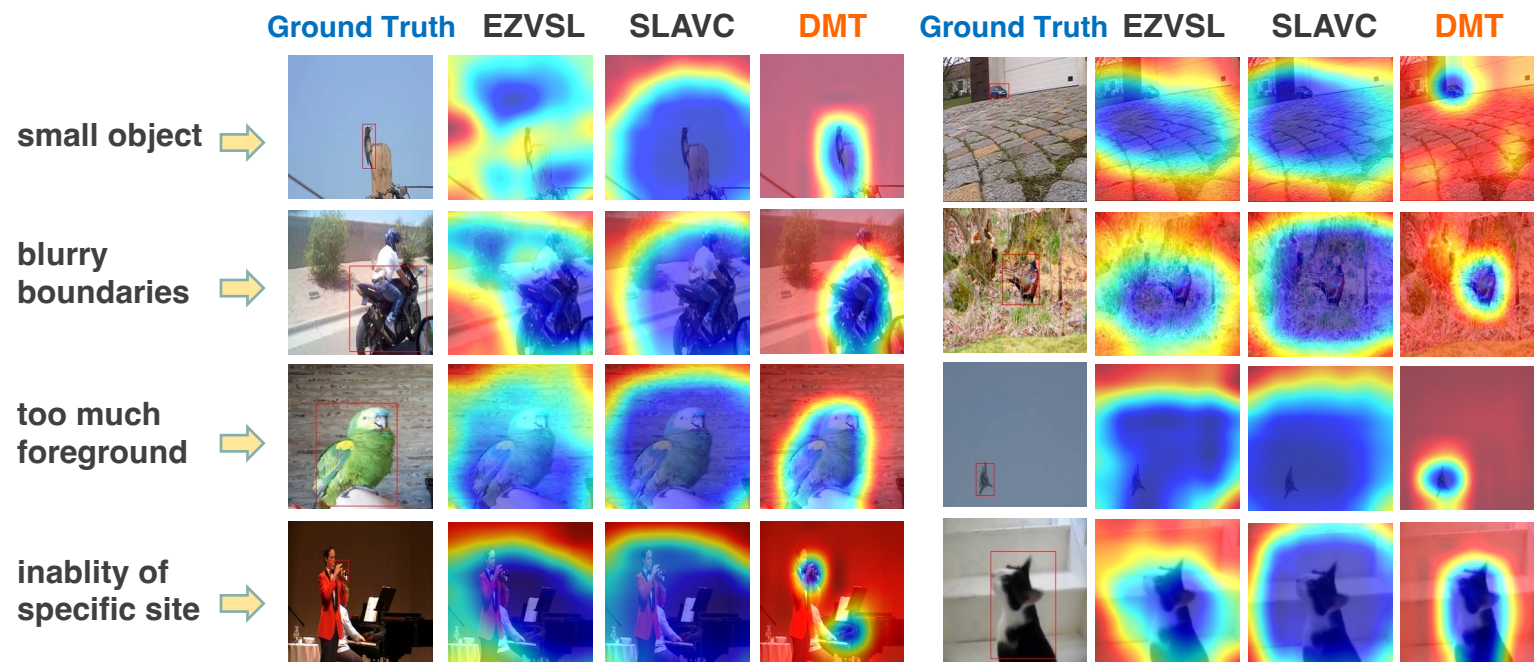 Ground Truth EZVSL SLAVC DMT Ground Truth EZVSL SLAVC DMT
small object
blurry
boundaries
too much
foreground
inablity of
specific site